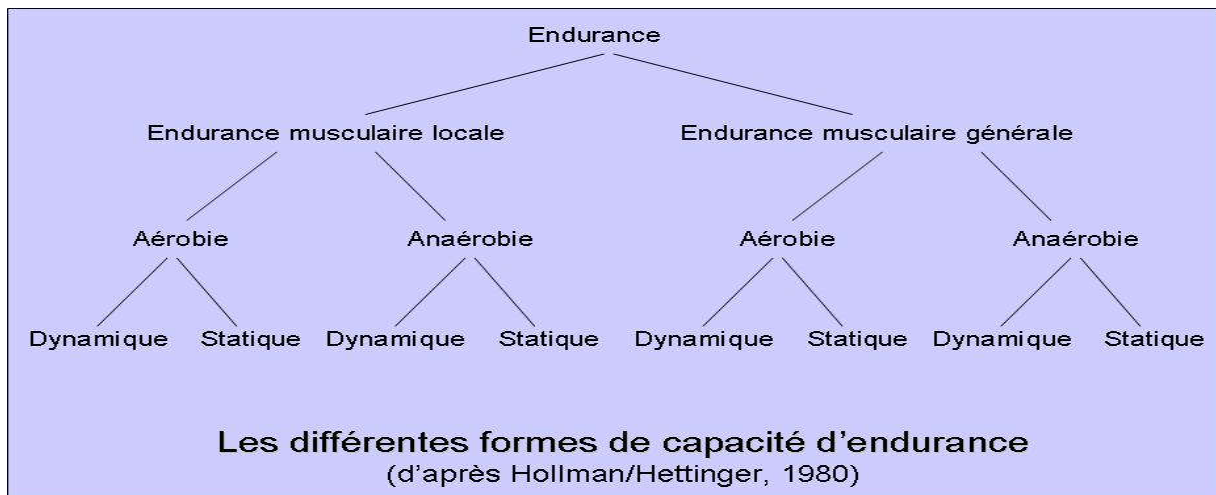 Endurance
Endurance musculaire locale Endurance musculaire générale
Aérobie Anaérobie Aérobie Anaérobie
Dynamique Statique Dynamique Statique Dynamique Statique Dynamique Statique
Les différentes formes de capacité d'endurance
(d'après Hollman/Hettinger, 1980)